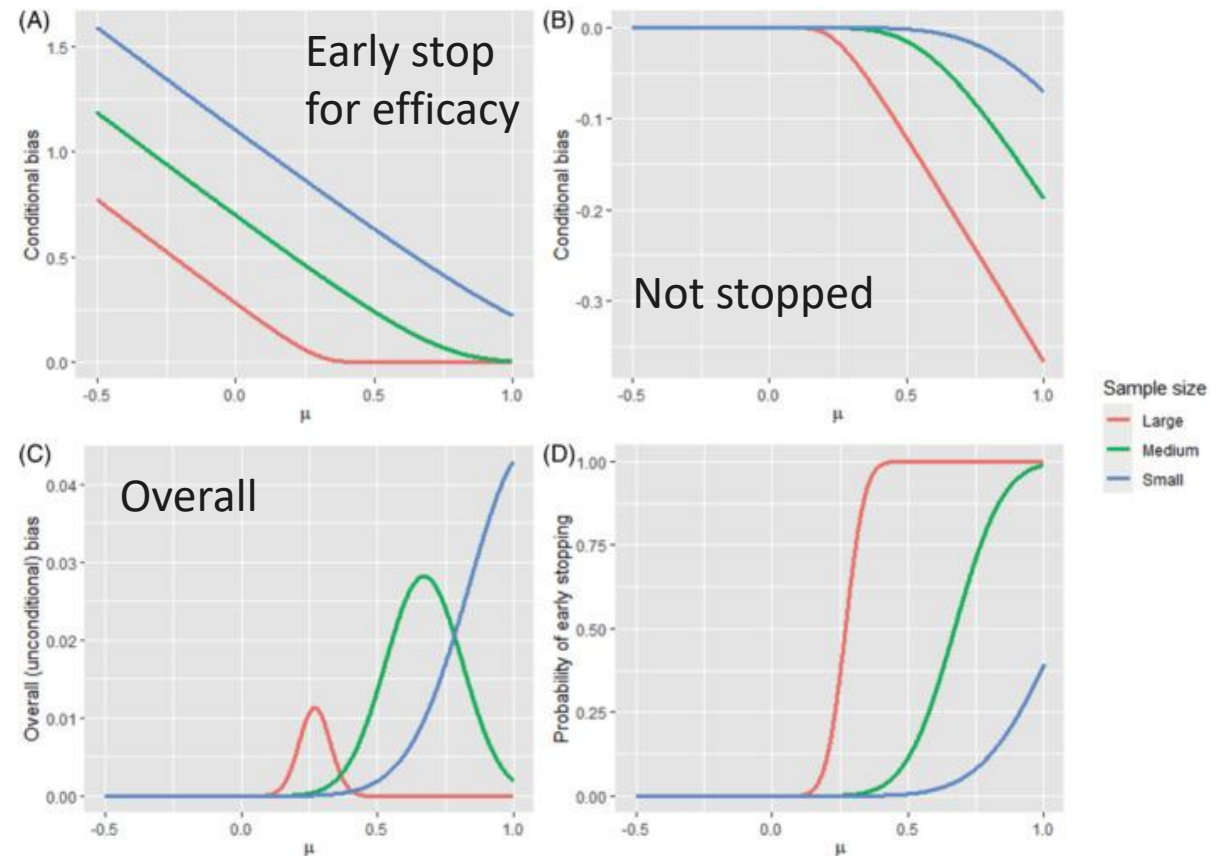 (A)
Early stop
for efficacy
Conditional bias
1.5
1.0
0.5
0.0
-0.5 0.0 0.5 1.0
μ
(B)
Not stopped
Conditional bias
0.0
-0.1
-0.2
-0.3
-0.5 0.0 0.5 1.0
μ
(C)
Overall
Overall (unconditional) bias
0.04
0.03
0.02
0.01
0.00
-0.5 0.0 0.5 1.0
μ
(D)
Probability of early stopping
1.00
0.75
0.50
0.25
0.00
-0.5 0.0 0.5 1.0
μ
Sample size
Large
Medium
Small